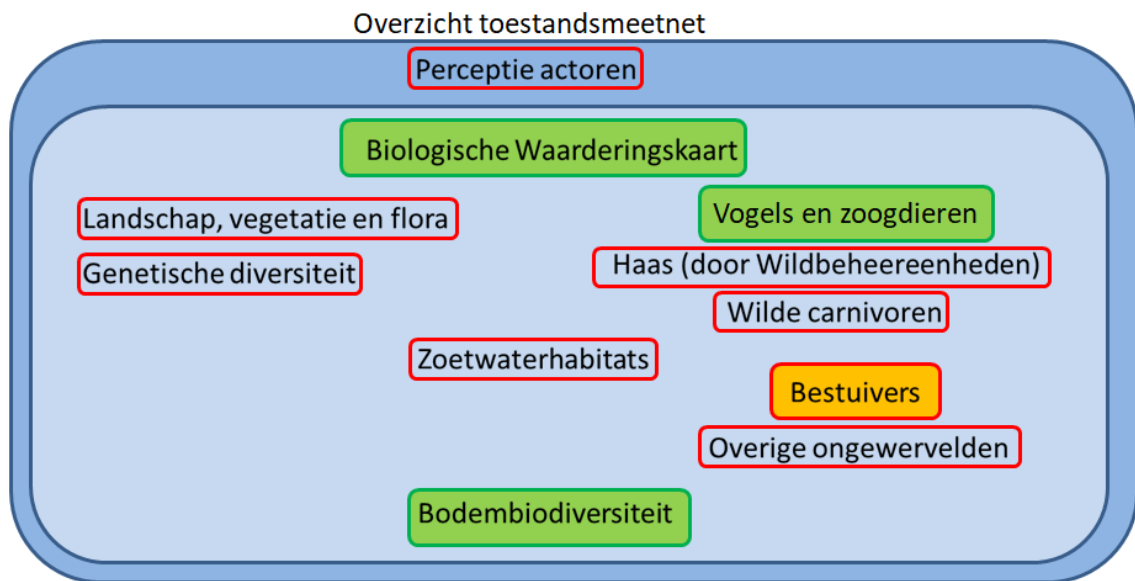 Overzicht toestandsmeetnet
Perceptie actoren
Biologische Waarderingskaart
Landschap, vegetatie en flora
Vogels en zoogdieren
Genetische diversiteit
Haas (door Wildbeheereenheden)
Wilde carnivoren
Zoetwaterhabitats
Bestuivers
Overige ongewervelden
Bodembiodiversiteit